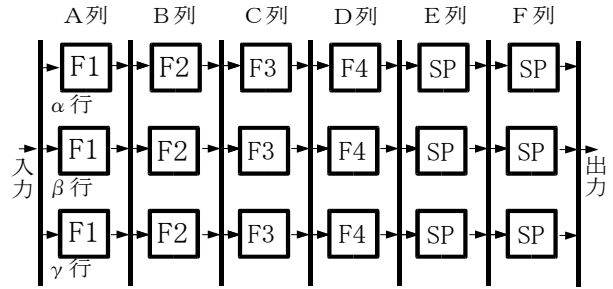 A列 B列 C列 D列 E列 F列
F1 F2 F3 F4 SP SP
α行
入力 F1 F2 F3 F4 SP SP 出力
β行
F1 F2 F3 F4 SP SP
γ行